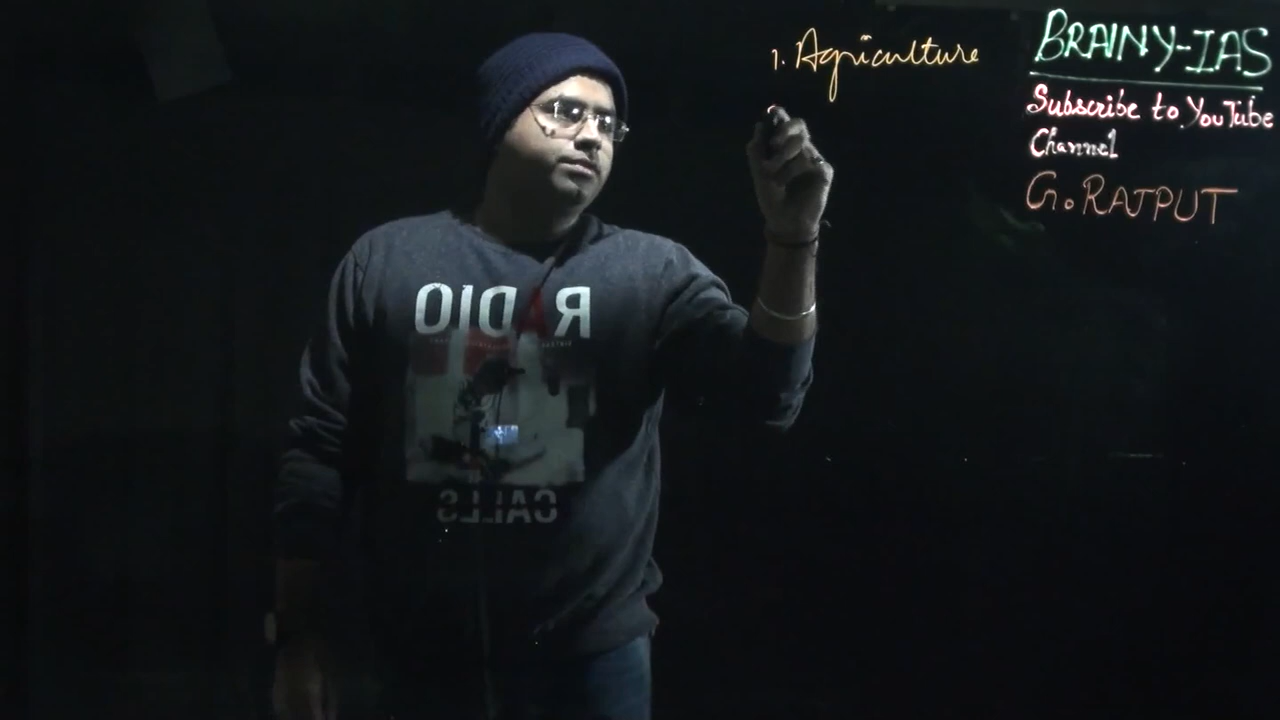 1. Agriculture
BRAINY-IAS
Subscribe to YouTube
Channel
G.RAJPUT
RADIO
CALLS